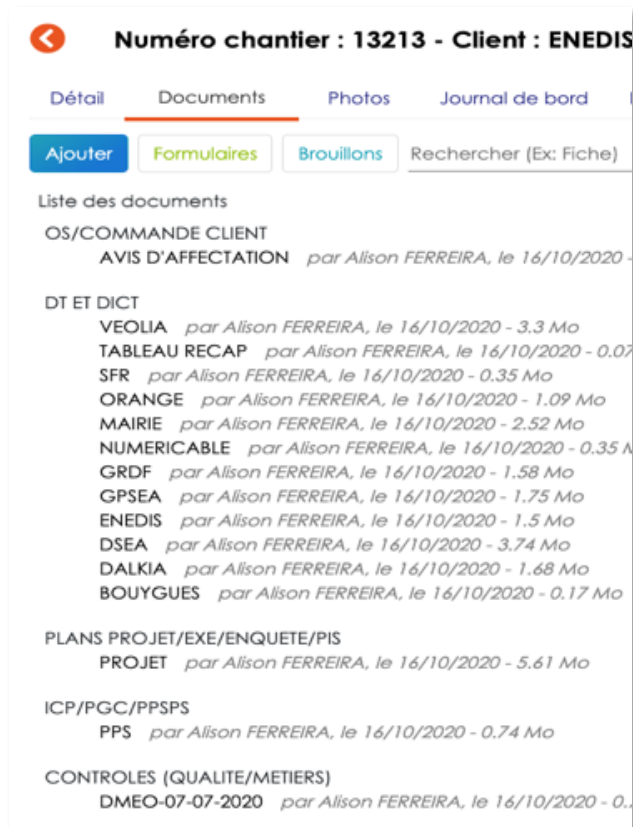 Numéro chantier : 13213 - Client : ENEDIS
Détail Documents Photos Journal de bord
Ajouter Formulaires Brouillons Rechercher (Ex: Fiche)
Liste des documents
OS/COMMANDE CLIENT
AVIS D'AFFECTATION par Alison FERREIRA, le 16/10/2020 -
DT ET DICT
VEOLIA par Alison FERREIRA, le 16/10/2020 - 3.3 Mo
TABLEAU RECAP par Alison FERREIRA, le 16/10/2020 - 0.07
SFR par Alison FERREIRA, le 16/10/2020 - 0.35 Mo
ORANGE par Alison FERREIRA, le 16/10/2020 - 1.09 Mo
MAIRIE par Alison FERREIRA, le 16/10/2020 - 2.52 Mo
NUMERICABLE par Alison FERREIRA, le 16/10/2020 - 0.35
GRDF par Alison FERREIRA, le 16/10/2020 - 1.58 Mo
GPSEA par Alison FERREIRA, le 16/10/2020 - 1.75 Mo
ENEDIS par Alison FERREIRA, le 16/10/2020 - 1.5 Mo
DSEA par Alison FERREIRA, le 16/10/2020 - 3.74 Mo
DALKIA par Alison FERREIRA, le 16/10/2020 - 1.68 Mo
BOUYGUES par Alison FERREIRA, le 16/10/2020 - 0.17 Mo
PLANS PROJET/EXE/ENQUETE/PIS
PROJET par Alison FERREIRA, le 16/10/2020 - 5.61 Mo
ICP/PGC/PPSPS
PPS par Alison FERREIRA, le 16/10/2020 - 0.74 Mo
CONTROLES (QUALITE/METIERS)
DMEO-07-07-2020 par Alison FERREIRA, le 16/10/2020 - 0.